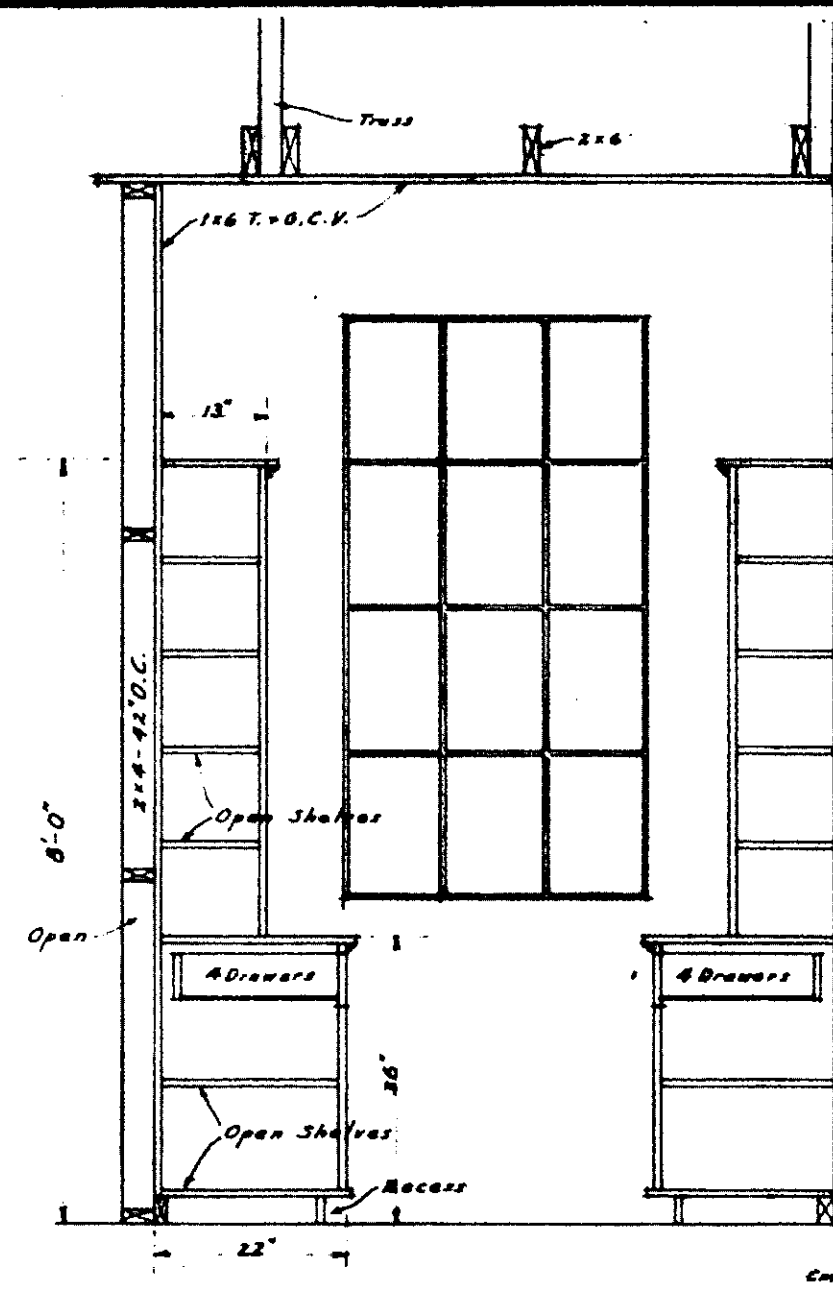 Truss
2x6
1x6 T. & G. C. V.
13"
2x4-42" O.C.
8'-0"
Open Shelves
Open
4 Drawers
4 Drawers
36"
Open Shelves
Recess
22"